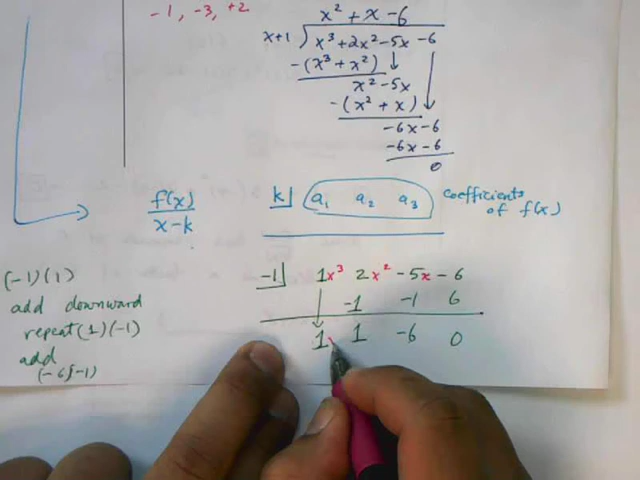 -1, -3, +2
x² + x - 6
x+1 ) x³ + 2x² - 5x - 6
-(x³ + x²)
x² - 5x
-(x² + x)
-6x - 6
-6x - 6
0
f(x)
x-k
k| a₁ a₂ a₃ coefficients
of f(x)
-1| 1x³ 2x² -5x -6
-1 -1 6
1 1 -6 0
(-1)(1)
add downward
repeat (1)(-1)
add
(-6)(-1)